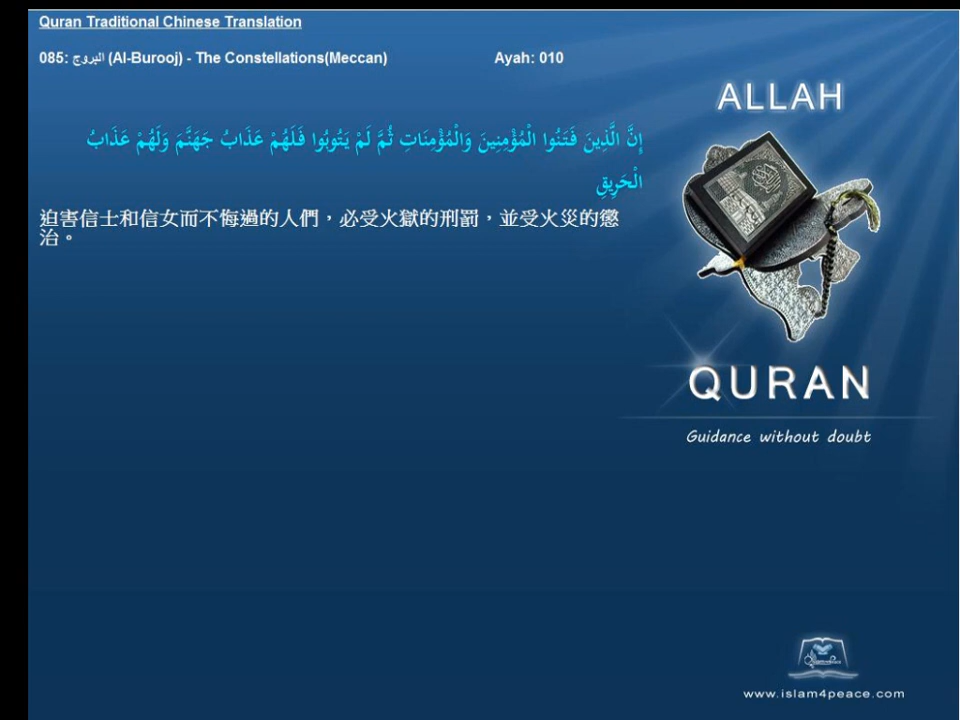 Quran Traditional Chinese Translation
085: البروج (Al-Burooj) - The Constellations(Meccan) Ayah: 010
إِنَّ الَّذِينَ فَتَنُوا الْمُؤْمِنِينَ وَالْمُؤْمِنَاتِ ثُمَّ لَمْ يَتُوبُوا فَلَهُمْ عَذَابُ جَهَنَّمَ وَلَهُمْ عَذَابُ
الْحَرِيقِ
迫害信士和信女而不悔過的人們，必受火獄的刑罰，並受火災的懲
治。
ALLAH
QURAN
Guidance without doubt
www.islam4peace.com